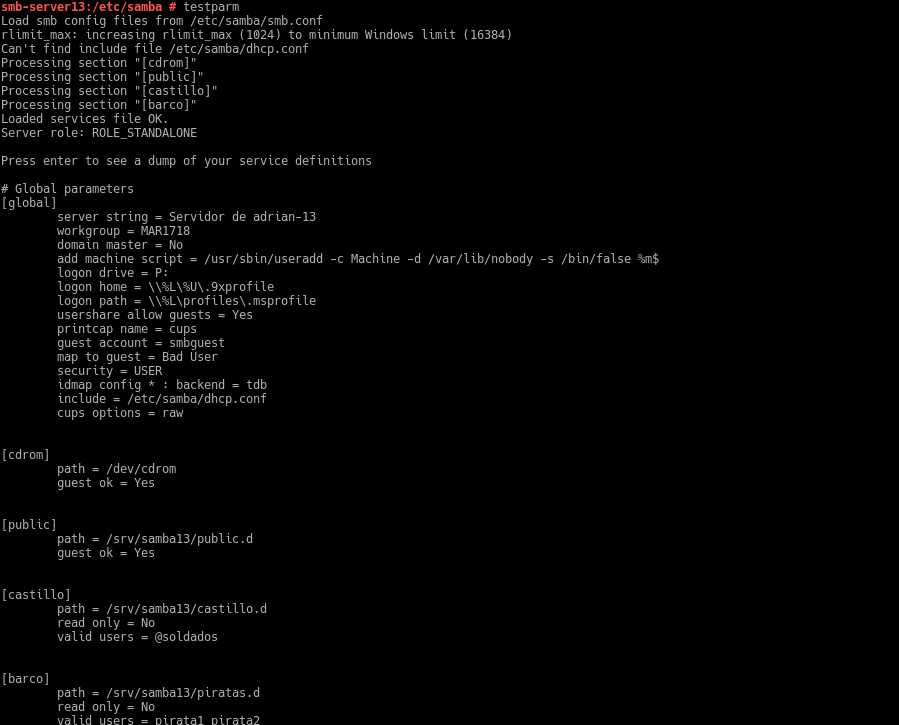 smb-server13:/etc/samba # testparm
Load smb config files from /etc/samba/smb.conf
rlimit_max: increasing rlimit_max (1024) to minimum Windows limit (16384)
Can't find include file /etc/samba/dhcp.conf
Processing section "[cdrom]"
Processing section "[public]"
Processing section "[castillo]"
Processing section "[barco]"
Loaded services file OK.
Server role: ROLE_STANDALONE
Press enter to see a dump of your service definitions
# Global parameters
[global]
server string = Servidor de adrian-13
workgroup = MAR1718
domain master = No
add machine script = /usr/sbin/useradd -c Machine -d /var/lib/nobody -s /bin/false %m$
logon drive = P:
logon home = \\%L\%U\.9xprofile
logon path = \\%L\profiles\.msprofile
usershare allow guests = Yes
printcap name = cups
guest account = smbguest
map to guest = Bad User
security = USER
idmap config * : backend = tdb
include = /etc/samba/dhcp.conf
cups options = raw
[cdrom]
path = /dev/cdrom
guest ok = Yes
[public]
path = /srv/samba13/public.d
guest ok = Yes
[castillo]
path = /srv/samba13/castillo.d
read only = No
valid users = @soldados
[barco]
path = /srv/samba13/piratas.d
read only = No
valid users = pirata1 pirata2